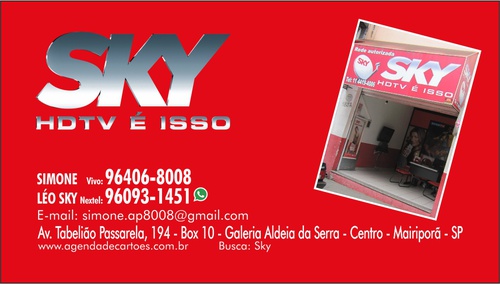 SKY
HDTV É ISSO
Rede autorizada
SKY
HDTV É ISSO
SIMONE Vivo: 96406-8008
LÉO SKY Nextel: 96093-1451
E-mail: simone.ap8008@gmail.com
Av. Tabelião Passarela, 194 - Box 10 - Galeria Aldeia da Serra - Centro - Mairiporã - SP
www.agendadecartoes.com.br Busca: Sky